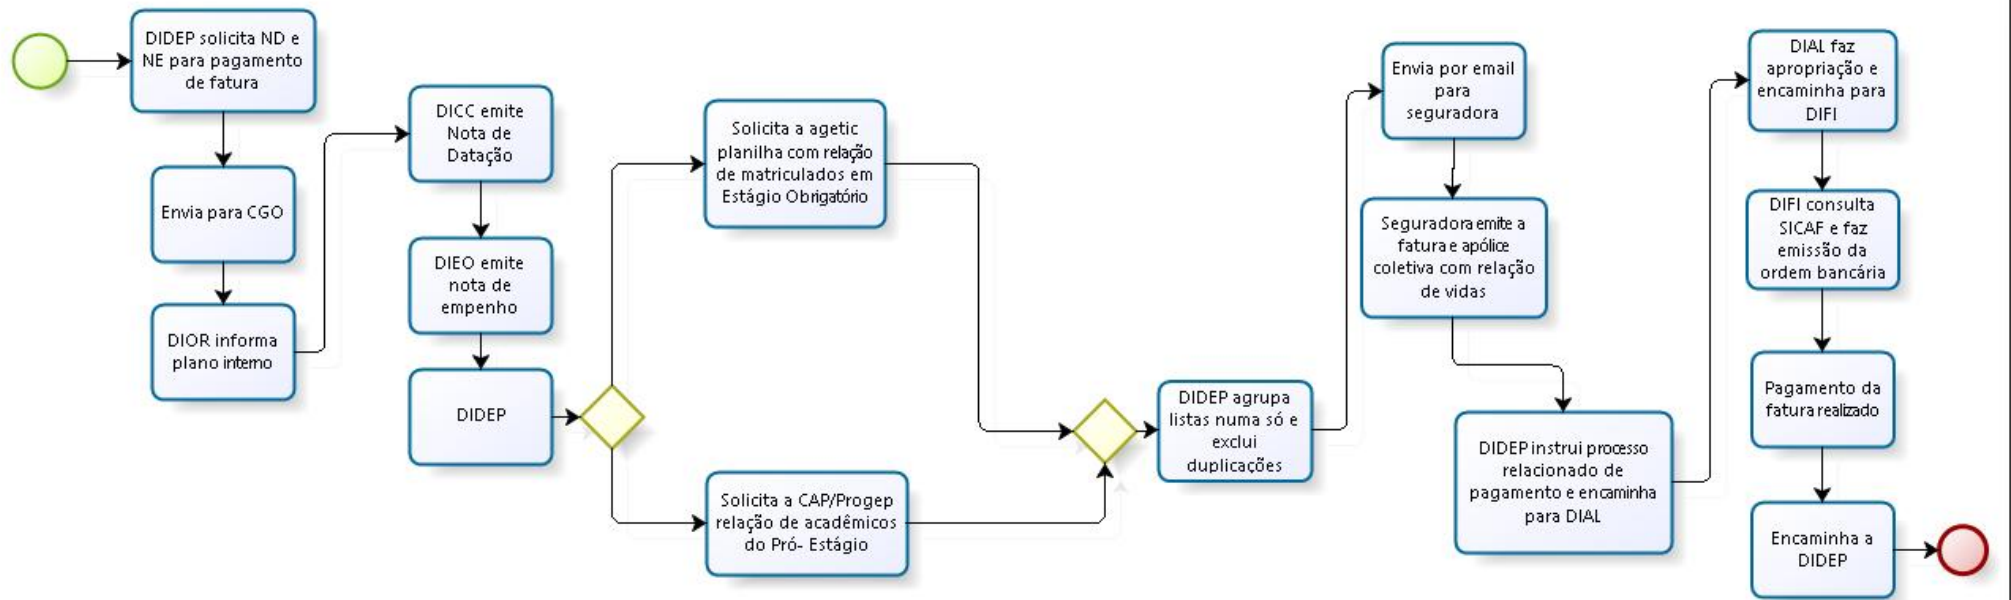 DIDEP solicita ND e
NE para pagamento
de fatura
Envia para CGO
DIOR informa
plano interno
DICC emite
Nota de
Datação
DIEO emite
nota de
empenho
DIDEP
Solicita a agetic
planilha com relação
de matriculados em
Estágio Obrigatório
Solicita a CAP/Progep
relação de acadêmicos
do Pró- Estágio
DIDEP agrupa
listas numa só e
exclui
duplicações
Envia por email
para
seguradora
Seguradora emite a
fatura e apólice
coletiva com relação
de vidas
DIDEP instrui processo
relacionado de
pagamento e encaminha
para DIAL
DIAL faz
apropriação e
encaminha para
DIFI
DIFI consulta
SICAF e faz
emissão da
ordem bancária
Pagamento da
fatura realizado
Encaminha a
DIDEP